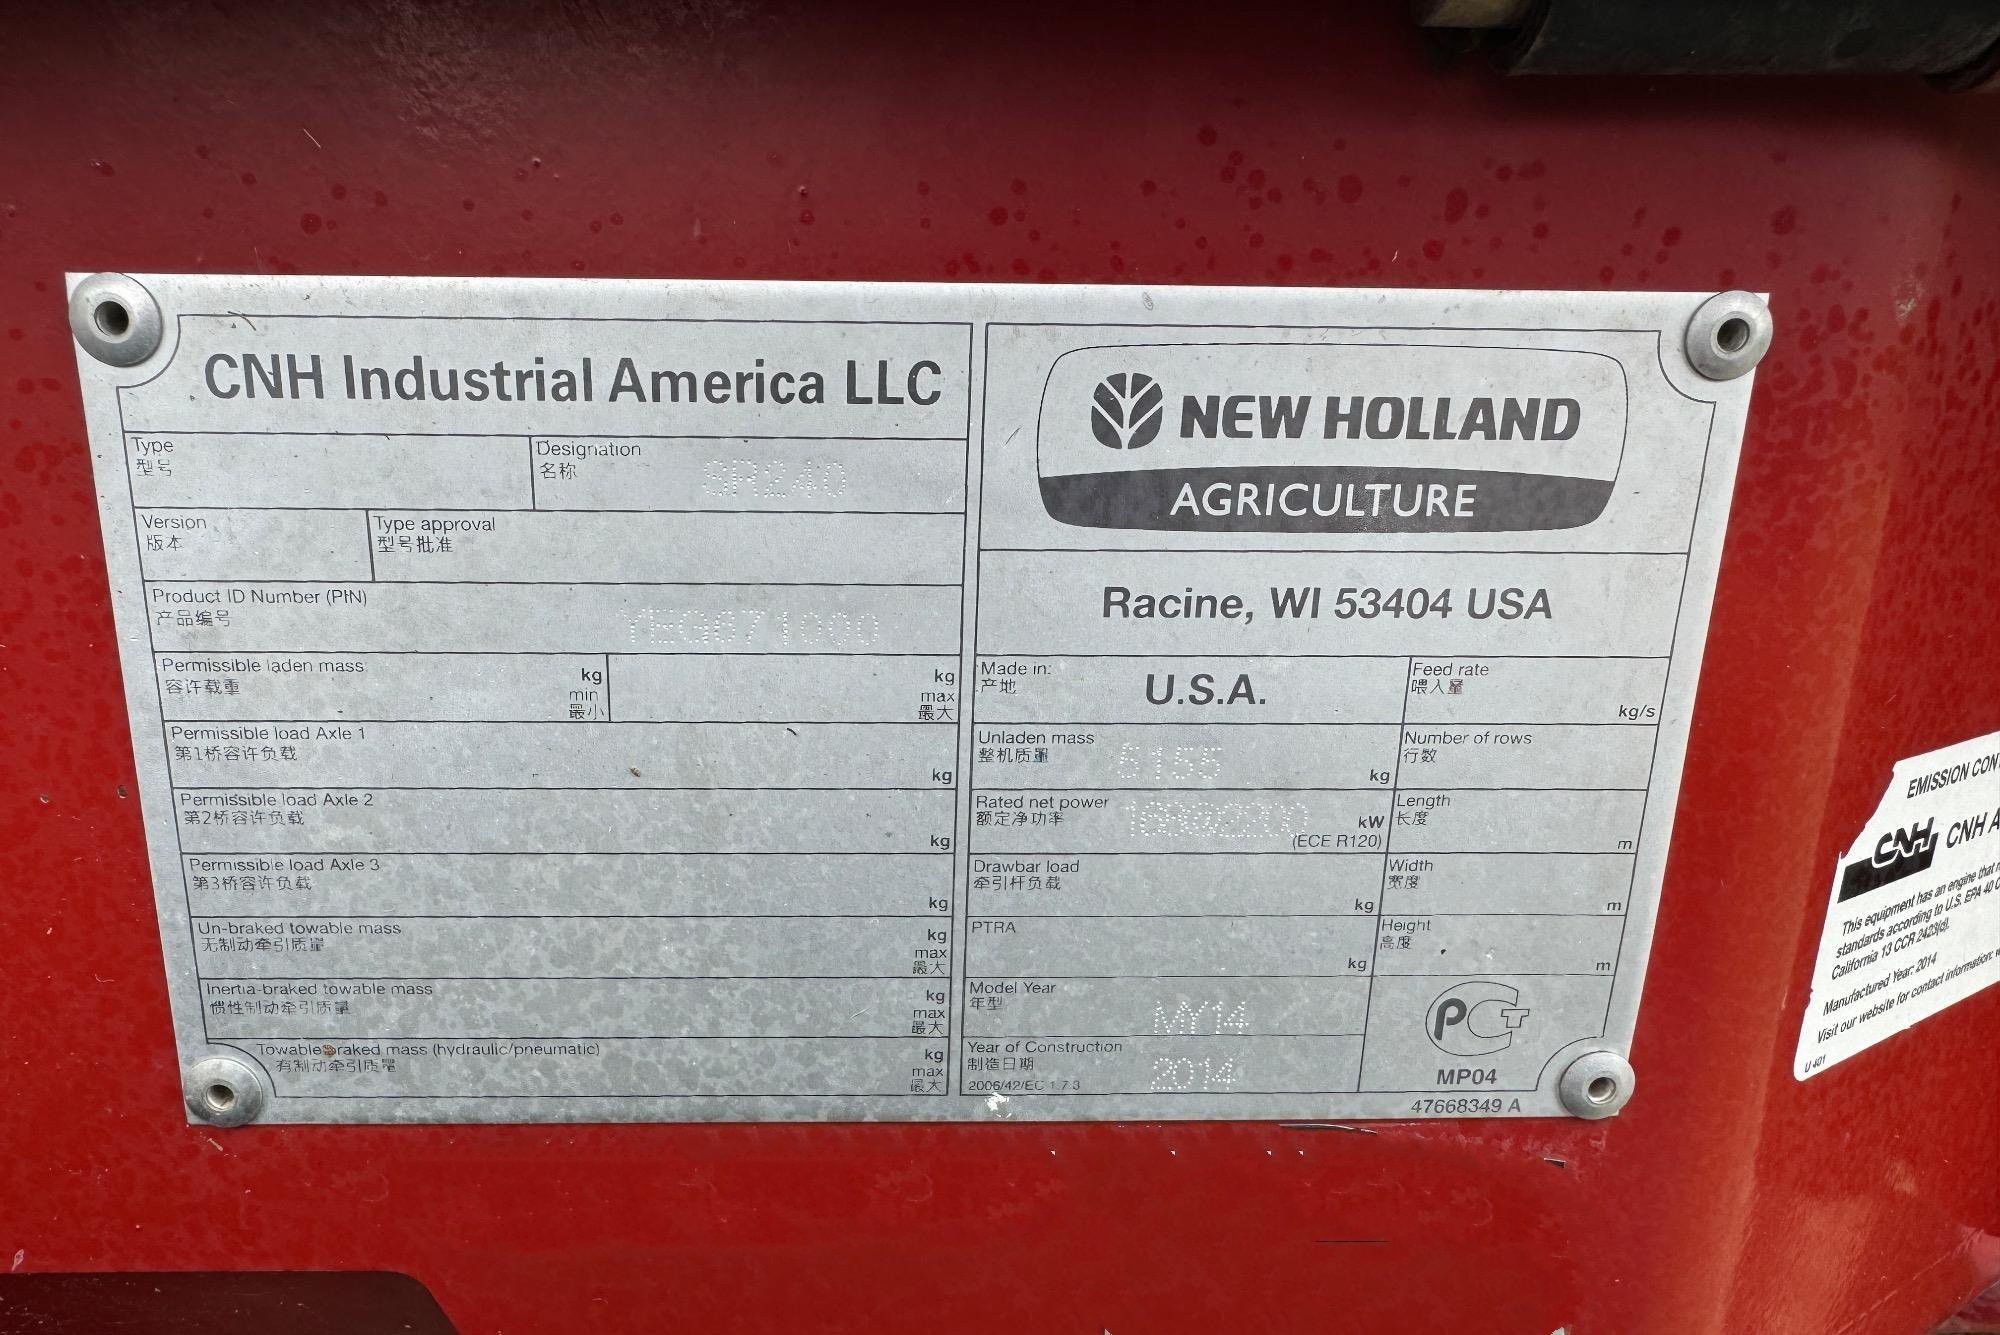 CNH Industrial America LLC
Type
型号
Designation
名称
SR240
Version
版本
Type approval
型号批准
Product ID Number (PIN)
产品编号
YEG671000
Permissible laden mass
容许载重
kg
min
最小
kg
max
最大
Permissible load Axle 1
第1桥容许负载
kg
Permissible load Axle 2
第2桥容许负载
kg
Permissible load Axle 3
第3桥容许负载
kg
Un-braked towable mass
无制动牵引质量
kg
max
最大
Inertia-braked towable mass
惯性制动牵引质量
kg
max
最大
Towable braked mass (hydraulic/pneumatic)
有制动牵引质量
kg
max
最大
NEW HOLLAND
AGRICULTURE
Racine, WI 53404 USA
Made in:
产地
U.S.A.
Feed rate
喂入量
kg/s
Unladen mass
整机质量
5155
kg
Number of rows
行数
Rated net power
额定净功率
kW
(ECE R120)
Length
长度
m
Drawbar load
牵引杆负载
kg
Width
宽度
m
PTRA
kg
Height
高度
m
Model Year
年型
MY14
Year of Construction
制造日期
2006/42/EC 1.7.3
2014
PCT
MP04
47668349 A
EMISSION CON
CNH CNH A
This equipment has an engine that
standards according to U.S. EPA 40 C
California 13 CCR 2423(d).
Manufactured Year: 2014
Visit our website for contact information:
U 401